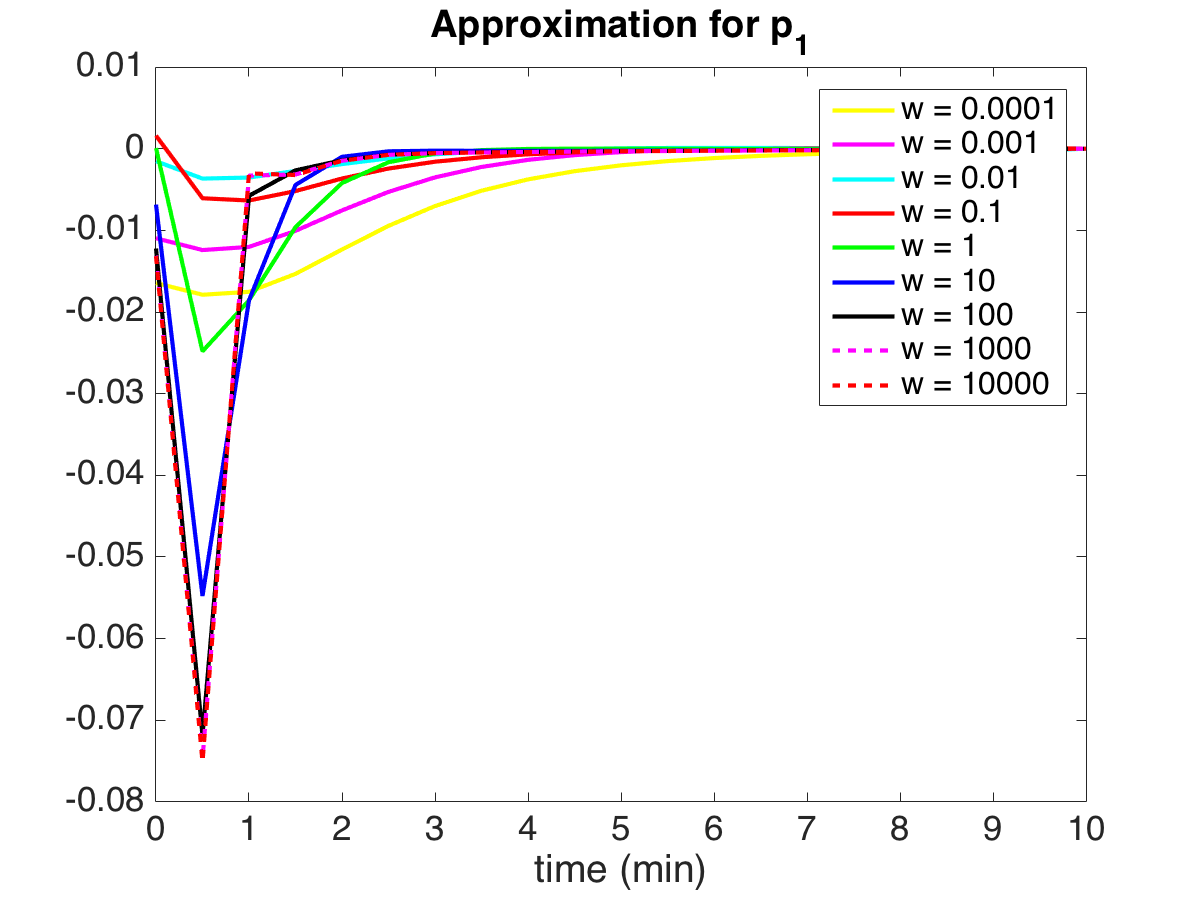 Approximation for p1
0.01
0
-0.01
-0.02
-0.03
-0.04
-0.05
-0.06
-0.07
-0.08
w = 0.0001
w = 0.001
w = 0.01
w = 0.1
w = 1
w = 10
w = 100
w = 1000
w = 10000
0 1 2 3 4 5 6 7 8 9 10
time (min)